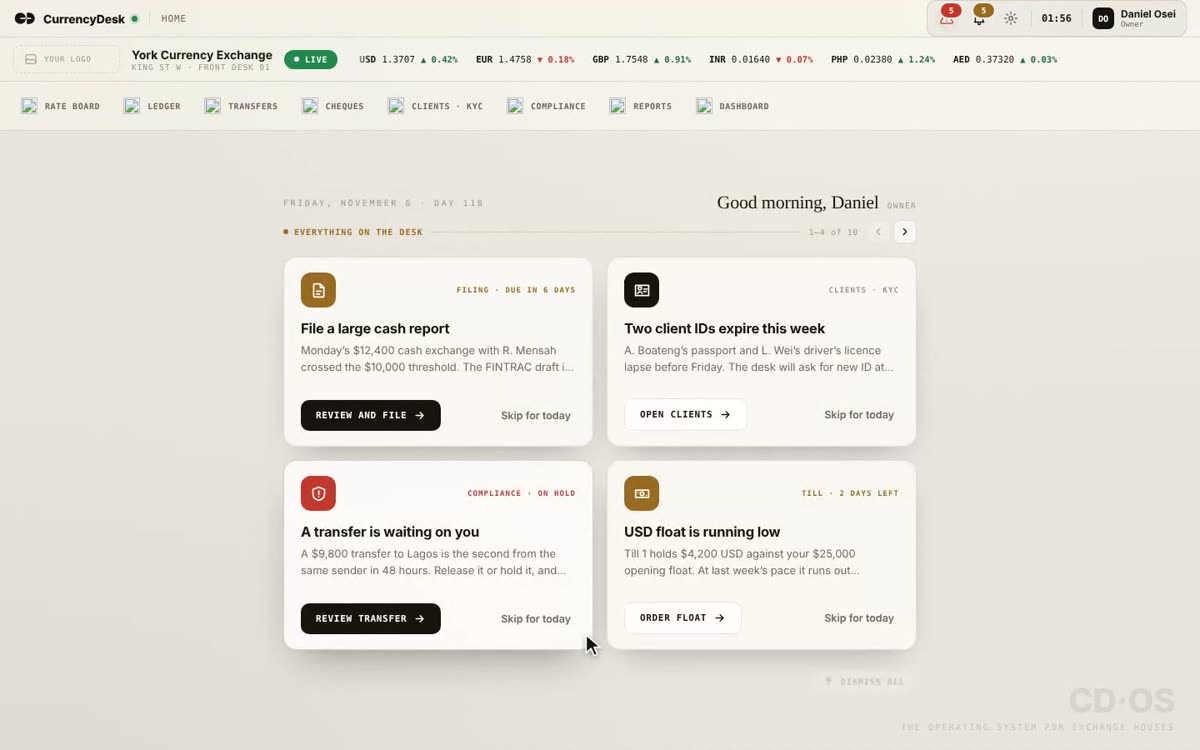 CurrencyDesk
HOME
5
5
01:56
DO
Daniel Osei
Owner
YOUR LOGO
York Currency Exchange
KING ST W · FRONT DESK 01
LIVE
USD 1.3707 ▲ 0.42%
EUR 1.4758 ▼ 0.18%
GBP 1.7548 ▲ 0.91%
INR 0.01640 ▼ 0.07%
PHP 0.02380 ▲ 1.24%
AED 0.37320 ▲ 0.03%
RATE BOARD
LEDGER
TRANSFERS
CHEQUES
CLIENTS · KYC
COMPLIANCE
REPORTS
DASHBOARD
FRIDAY, NOVEMBER 6 · DAY 118
Good morning, Daniel OWNER
EVERYTHING ON THE DESK
1–4 of 10
FILING · DUE IN 6 DAYS
File a large cash report
Monday's $12,400 cash exchange with R. Mensah
crossed the $10,000 threshold. The FINTRAC draft i...
REVIEW AND FILE →
Skip for today
CLIENTS · KYC
Two client IDs expire this week
A. Boateng's passport and L. Wei's driver's licence
lapse before Friday. The desk will ask for new ID at...
OPEN CLIENTS →
Skip for today
COMPLIANCE · ON HOLD
A transfer is waiting on you
A $9,800 transfer to Lagos is the second from the
same sender in 48 hours. Release it or hold it, and...
REVIEW TRANSFER →
Skip for today
TILL · 2 DAYS LEFT
USD float is running low
Till 1 holds $4,200 USD against your $25,000
opening float. At last week's pace it runs out...
ORDER FLOAT →
Skip for today
DISMISS ALL
CD·OS
THE OPERATING SYSTEM FOR EXCHANGE HOUSES